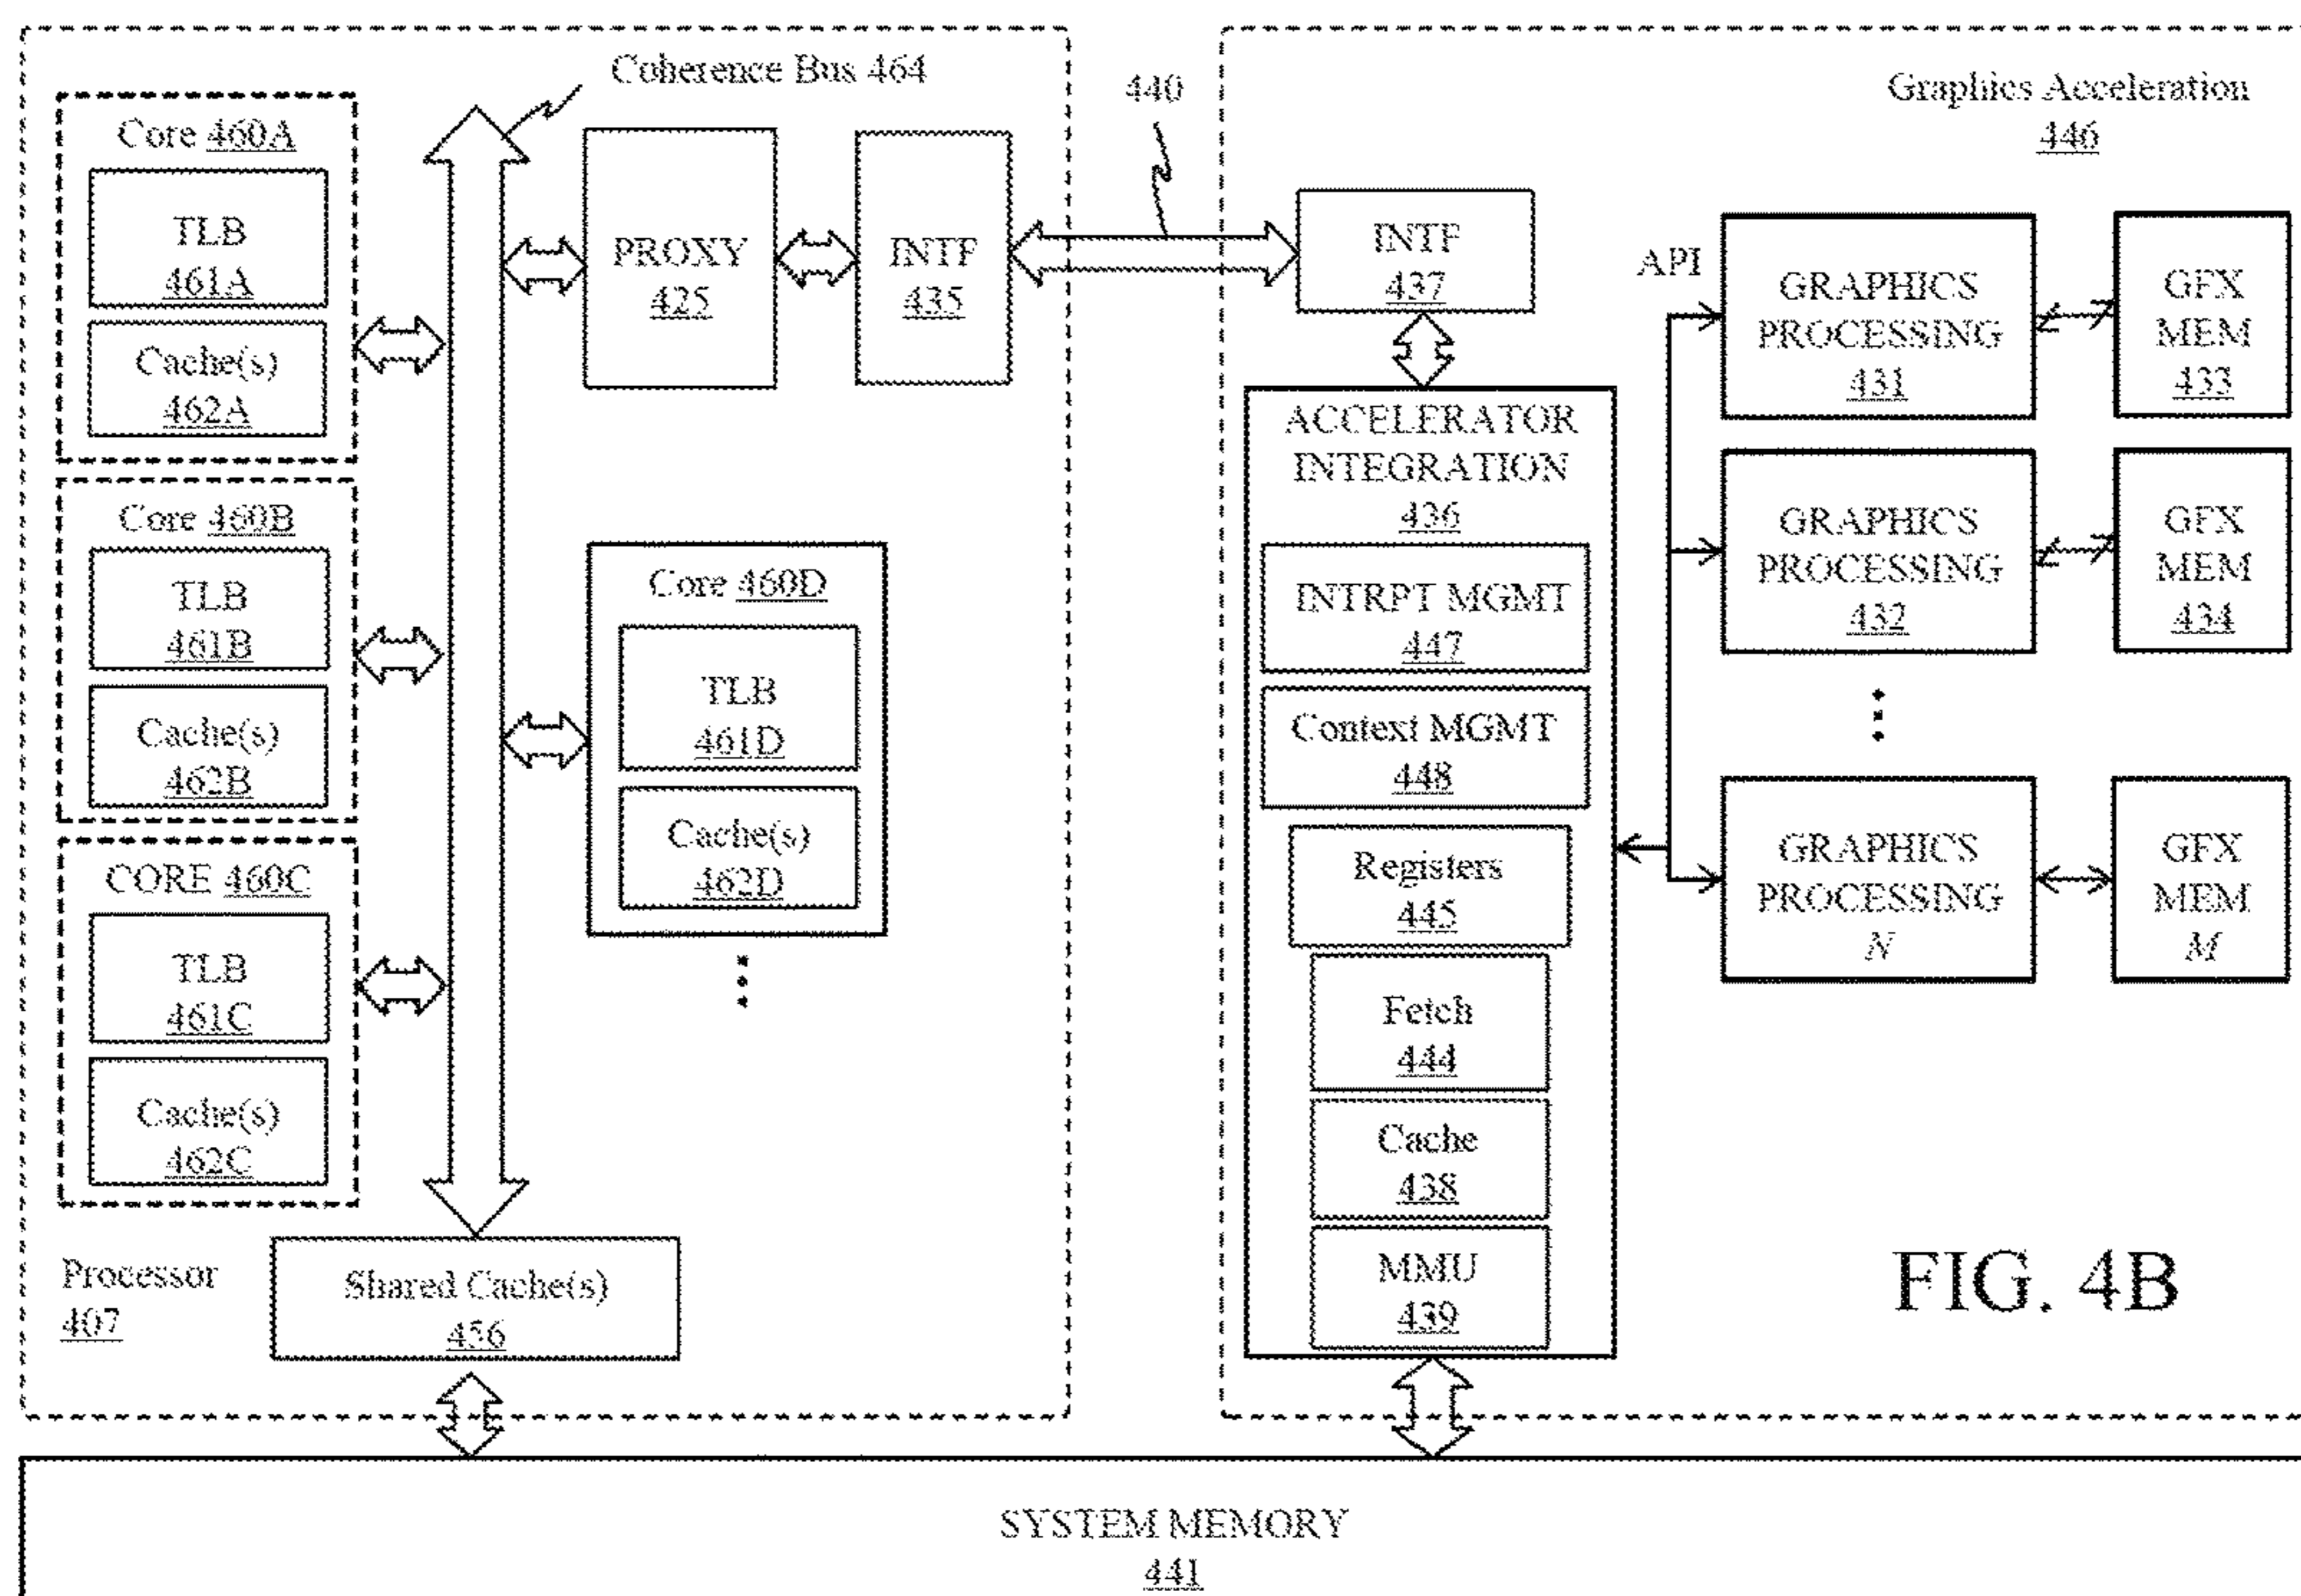 Coherence Bus 464
Core 460A
TLB
461A
Cache(s)
462A
Core 460B
TLB
461B
Cache(s)
462B
CORE 460C
TLB
461C
Cache(s)
462C
PROXY
425
INTF
435
Core 460D
TLB
461D
Cache(s)
462D
Processor
407
Shared Cache(s)
456
440
Graphics Acceleration
446
INTF
437
ACCELERATOR
INTEGRATION
436
INTRPT MGMT
447
Context MGMT
448
Registers
445
Fetch
444
Cache
438
MMU
439
API
GRAPHICS
PROCESSING
431
GFX
MEM
433
GRAPHICS
PROCESSING
432
GFX
MEM
434
GRAPHICS
PROCESSING
N
GFX
MEM
M
FIG. 4B
SYSTEM MEMORY
441